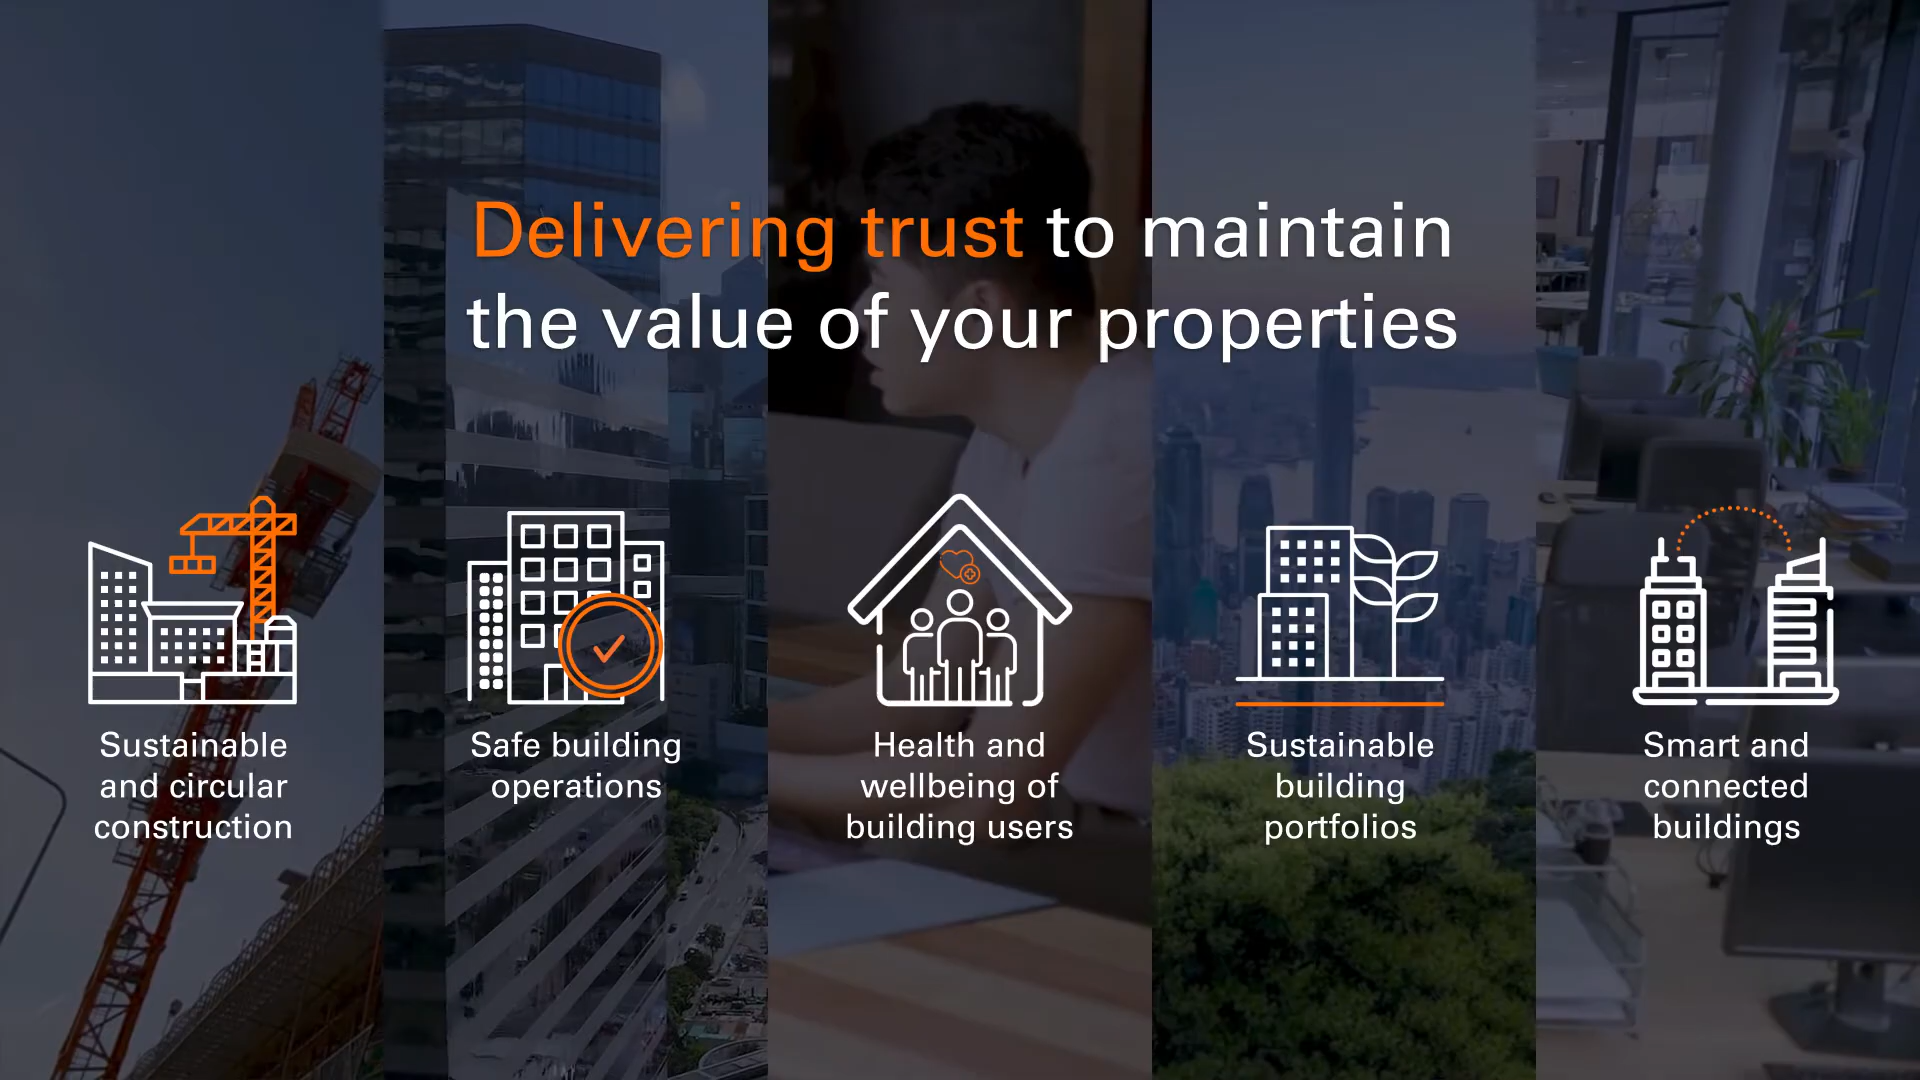 Delivering trust to maintain
the value of your properties
Sustainable
and circular
construction
Safe building
operations
Health and
wellbeing of
building users
Sustainable
building
portfolios
Smart and
connected
buildings